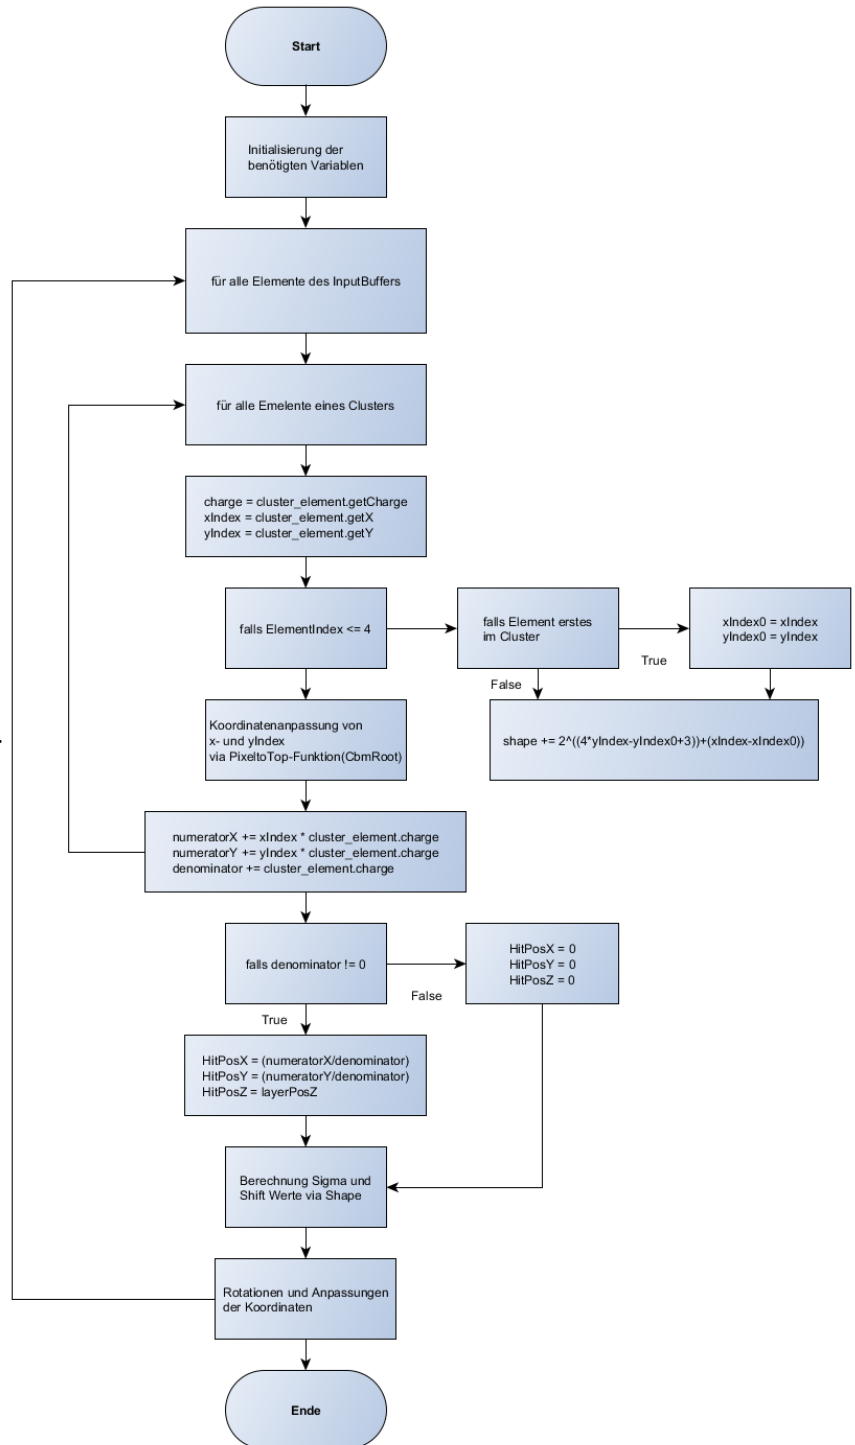 Start
Initialisierung der
benötigten Variablen
für alle Elemente des InputBuffers
für alle Emelente eines Clusters
charge = cluster_element.getCharge
xIndex = cluster_element.getX
yIndex = cluster_element.getY
falls ElementIndex <= 4
falls Element erstes
im Cluster
True
xIndex0 = xIndex
yIndex0 = yIndex
False
shape += 2^((4*yIndex-yIndex0+3))+(xIndex-xIndex0))
Koordinatenanpassung von
x- und yIndex
via PixeltoTop-Funktion(CbmRoot)
numeratorX += xIndex * cluster_element.charge
numeratorY += yIndex * cluster_element.charge
denominator += cluster_element.charge
falls denominator != 0
False
HitPosX = 0
HitPosY = 0
HitPosZ = 0
True
HitPosX = (numeratorX/denominator)
HitPosY = (numeratorY/denominator)
HitPosZ = layerPosZ
Berechnung Sigma und
Shift Werte via Shape
Rotationen und Anpassungen
der Koordinaten
Ende